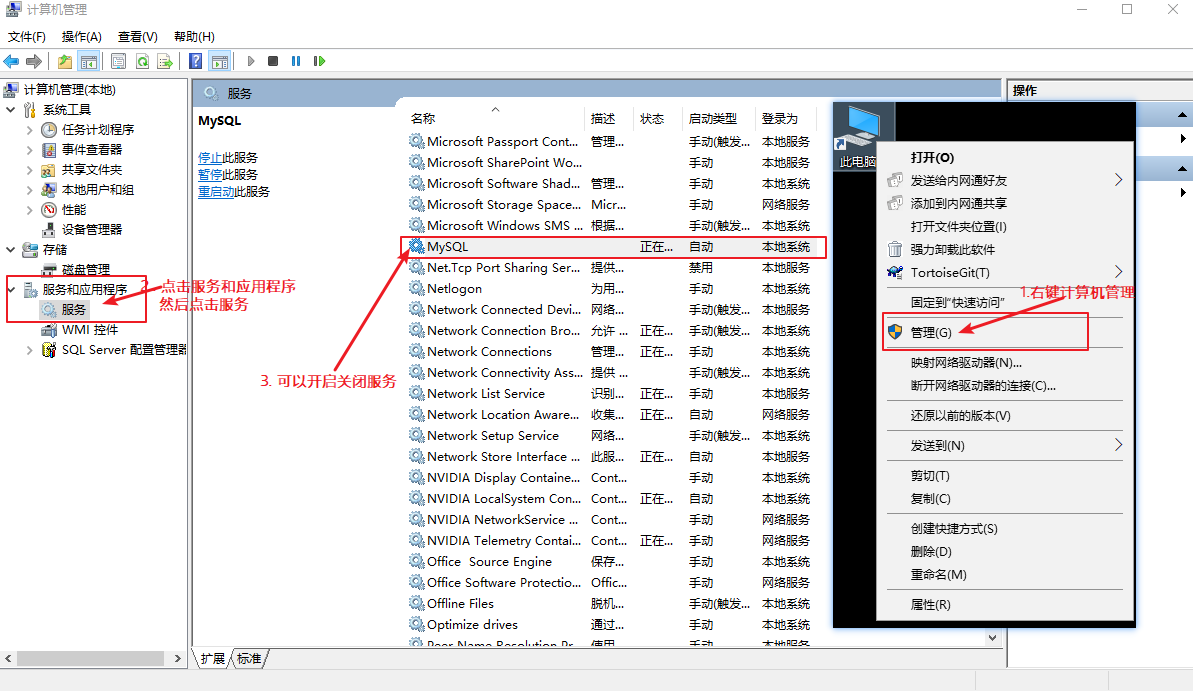 计算机管理
文件(F) 操作(A) 查看(V) 帮助(H)
计算机管理(本地)
系统工具
任务计划程序
事件查看器
共享文件夹
本地用户和组
性能
设备管理器
存储
磁盘管理
服务和应用程序
服务
WMI 控件
SQL Server 配置管理器
2. 点击服务和应用程序
然后点击服务
服务
MySQL
停止此服务
暂停此服务
重启动此服务
3. 可以开启关闭服务
名称 描述 状态 启动类型 登录为
Microsoft Passport Cont... 管理... 手动(触发... 本地服务
Microsoft SharePoint Wo... 手动 本地服务
Microsoft Software Shad... 管理... 手动 本地系统
Microsoft Storage Space... Micr... 手动 网络服务
Microsoft Windows SMS ... 根据... 手动(触发... 本地系统
MySQL 正在... 自动 本地系统
Net.Tcp Port Sharing Ser... 提供... 禁用 本地服务
Netlogon 为用... 手动 本地系统
Network Connected Devi... 网络... 手动(触发... 本地服务
Network Connection Bro... 允许 ... 正在... 手动(触发... 本地系统
Network Connections 管理... 正在... 手动 本地系统
Network Connectivity Ass... 提供 ... 手动(触发... 本地系统
Network List Service 识别... 正在... 手动 本地服务
Network Location Aware... 收集... 正在... 自动 网络服务
Network Setup Service 网络... 手动(触发... 本地系统
Network Store Interface ... 此服... 正在... 自动 本地服务
NVIDIA Display Containe... Cont... 手动 本地系统
NVIDIA LocalSystem Con... Cont... 正在... 自动 本地系统
NVIDIA NetworkService ... Cont... 手动 网络服务
NVIDIA Telemetry Contai... Cont... 正在... 自动 网络服务
Office Source Engine 保存... 手动 本地系统
Office Software Protectio... Offic... 手动 网络服务
Offline Files 脱机... 手动(触发... 本地系统
Optimize drives 通过... 手动 本地系统
Peer Name Resolution Pr... 使用... 手动 本地服务
扩展 标准
操作
此电脑
打开(O)
发送给内网通好友
添加到内网通共享
打开文件夹位置(I)
强力卸载此软件
TortoiseGit(T)
固定到"快速访问"
1.右键计算机管理
管理(G)
映射网络驱动器(N)...
断开网络驱动器的连接(C)...
还原以前的版本(V)
发送到(N)
剪切(T)
复制(C)
创建快捷方式(S)
删除(D)
重命名(M)
属性(R)